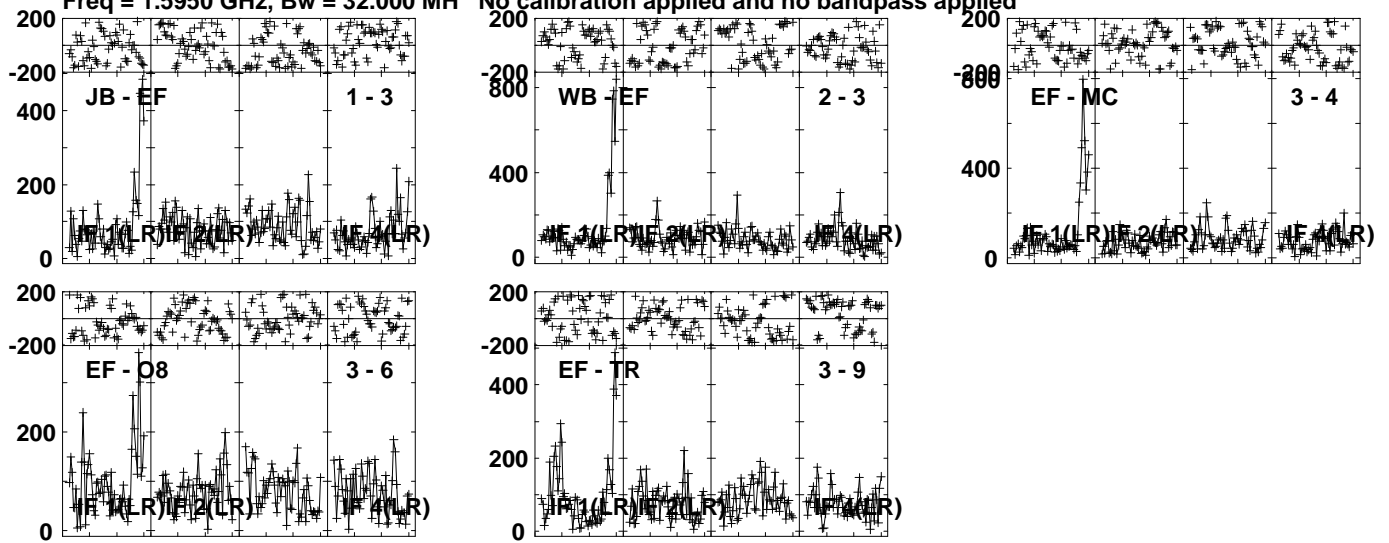 Freq = 1.5950 GHz, Bw = 32.000 MH No calibration applied and no bandpass applied
200 200 200
-200 -200 -200
JB - EF 1 - 3 WB - EF 2 - 3 EF - MC 3 - 4
800 800
400
400 400
200
IF 1(LR) IF 2(LR) IF 4(LR) IF 1(LR) IF 2(LR) IF 4(LR) IF 1(LR) IF 2(LR) IF 4(LR)
0 0 0
200 200
-200 -200
EF - O8 3 - 6 EF - TR 3 - 9
400
200 200
IF 1(LR) IF 2(LR) IF 4(LR) IF 1(LR) IF 2(LR) IF 4(LR)
0 0